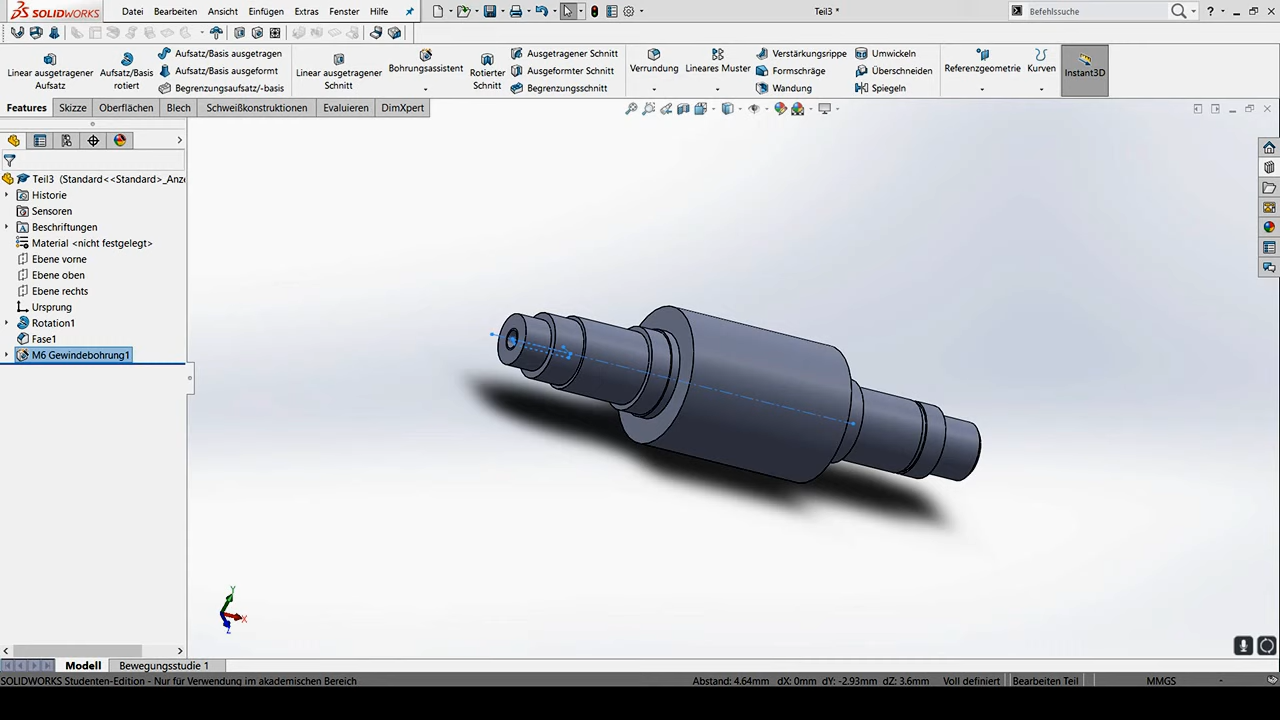 SOLIDWORKS
Datei Bearbeiten Ansicht Einfügen Extras Fenster Hilfe
Teil3 *
Befehlssuche
?
Linear ausgetragener Aufsatz
Aufsatz/Basis rotiert
Aufsatz/Basis ausgetragen
Aufsatz/Basis ausgeformt
Begrenzungsaufsatz/-basis
Linear ausgetragener Schnitt
Bohrungsassistent
Rotierter Schnitt
Ausgetragener Schnitt
Ausgeformter Schnitt
Begrenzungsschnitt
Verrundung
Lineares Muster
Verstärkungsrippe
Formschräge
Wandung
Umwickeln
Überschneiden
Spiegeln
Referenzgeometrie
Kurven
Instant3D
Features Skizze Oberflächen Blech Schweißkonstruktionen Evaluieren DimXpert
Teil3 (Standard<<Standard>_Anze
Historie
Sensoren
Beschriftungen
Material <nicht festgelegt>
Ebene vorne
Ebene oben
Ebene rechts
Ursprung
Rotation1
Fase1
M6 Gewindebohrung1
Y
X
Z
Modell Bewegungsstudie 1
SOLIDWORKS Studenten-Edition - Nur für Verwendung im akademischen Bereich
Abstand: 4.64mm dX: 0mm dY: -2.93mm dZ: 3.6mm Voll definiert Bearbeiten Teil MMGS -